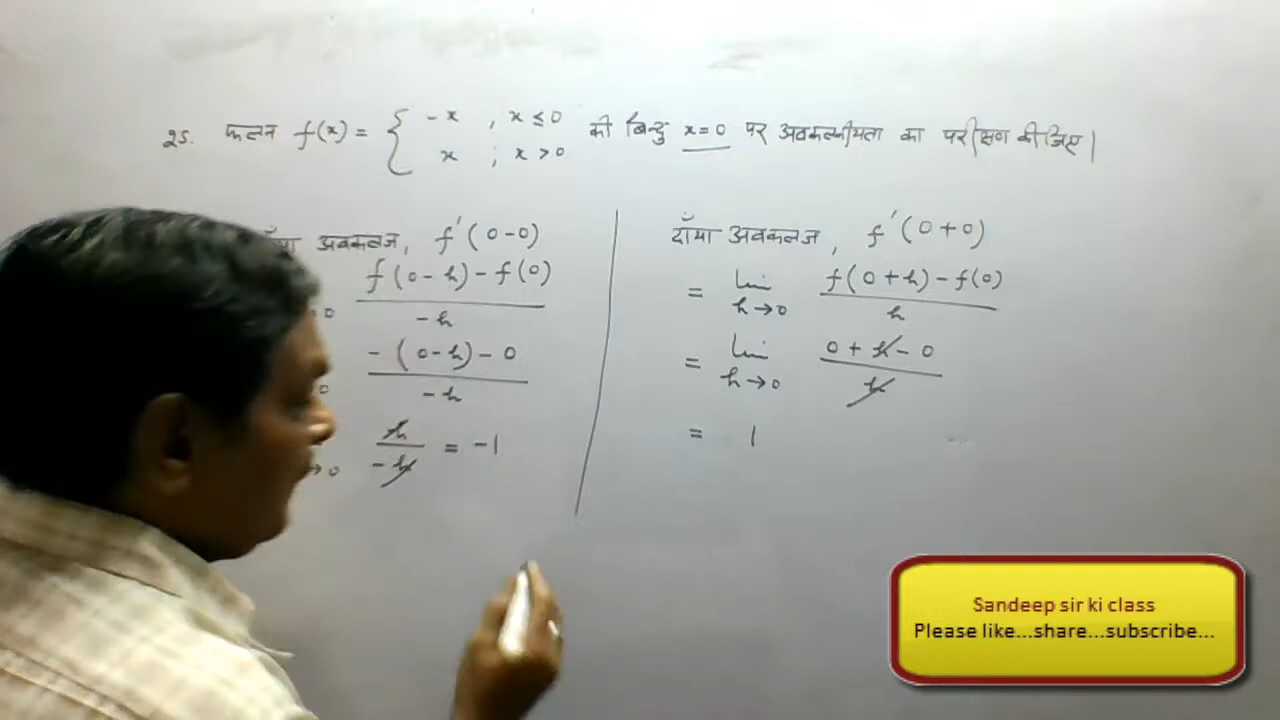 25. फलन f(x) = { -x , x ≤ 0
x ; x > 0 की बिन्दु x=0 पर अवकलनीयता का परीक्षण कीजिए।
अवकलज, f'(0-0)
f(0-h) - f(0) / -h
-(0-h) - 0 / -h
h / -h = -1
दाँया अवकलज, f'(0+0)
= lim h→0 f(0+h) - f(0) / h
= lim h→0 0 + h - 0 / h
= 1
Sandeep sir ki class
Please like...share...subscribe...